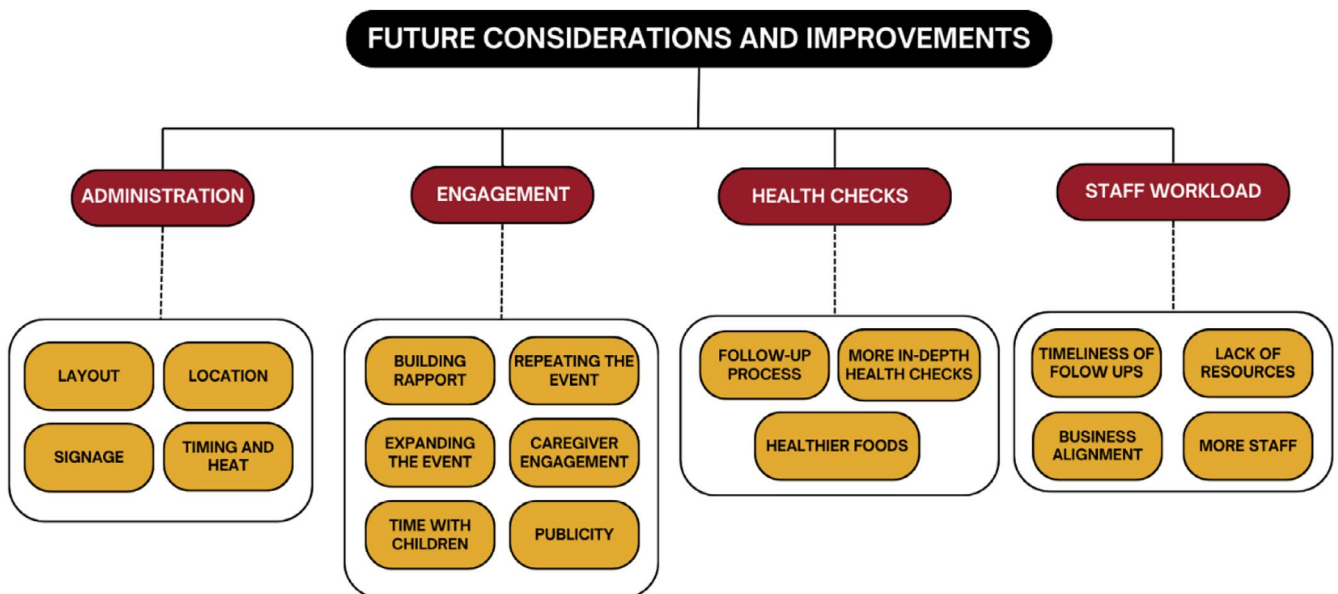 FUTURE CONSIDERATIONS AND IMPROVEMENTS
ADMINISTRATION
LAYOUT
LOCATION
SIGNAGE
TIMING AND
HEAT
ENGAGEMENT
BUILDING
RAPPORT
REPEATING THE
EVENT
EXPANDING
THE EVENT
CAREGIVER
ENGAGEMENT
TIME WITH
CHILDREN
PUBLICITY
HEALTH CHECKS
FOLLOW-UP
PROCESS
MORE IN-DEPTH
HEALTH CHECKS
HEALTHIER FOODS
STAFF WORKLOAD
TIMELINESS OF
FOLOW UPS
LACK OF
RESOURCES
BUSINESS
ALIGNMENT
MORE STAFF